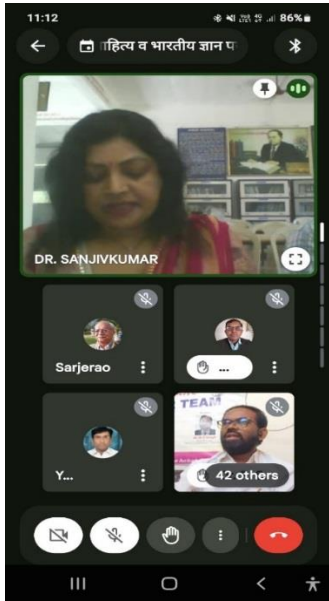 11:12 86%
ाहित्य व भारतीय ज्ञान प
DR. SANJIVKUMAR
Sarjerao
...
Y...
TEAM
42 others